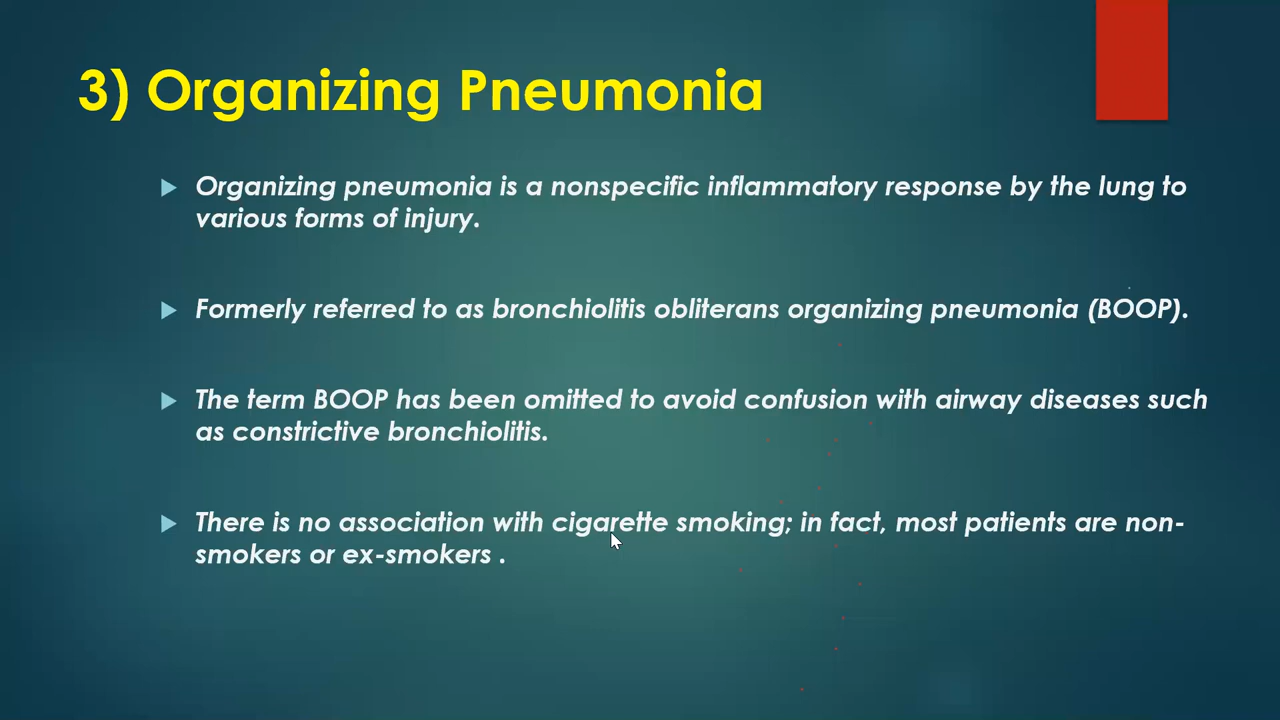 3) Organizing Pneumonia
Organizing pneumonia is a nonspecific inflammatory response by the lung to
various forms of injury.
Formerly referred to as bronchiolitis obliterans organizing pneumonia (BOOP).
The term BOOP has been omitted to avoid confusion with airway diseases such
as constrictive bronchiolitis.
There is no association with cigarette smoking; in fact, most patients are non-
smokers or ex-smokers .